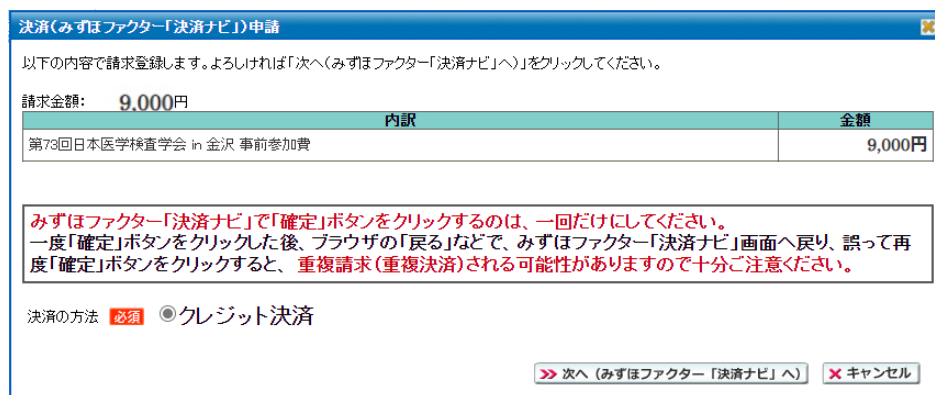 決済(みずほファクター「決済ナビ」)申請
以下の内容で請求登録します。よろしければ「次へ(みずほファクター「決済ナビ」へ)」をクリックしてください。
請求金額: 9,000円
内訳 金額
第73回日本医学検査学会 in 金沢 事前参加費 9,000円
みずほファクター「決済ナビ」で「確定」ボタンをクリックするのは、一回だけにしてください。
一度「確定」ボタンをクリックした後、ブラウザの「戻る」などで、みずほファクター「決済ナビ」画面へ戻り、誤って再
度「確定」ボタンをクリックすると、重複請求(重複決済)される可能性がありますので十分ご注意ください。
決済の方法 必須 クレジット決済
次へ (みずほファクター「決済ナビ」へ) キャンセル